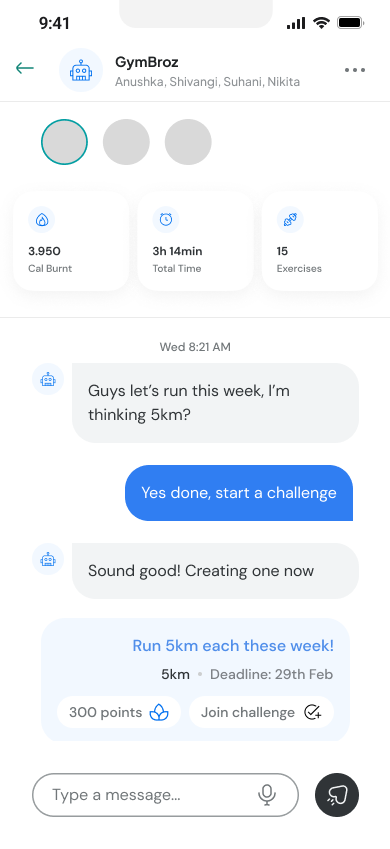 9:41
GymBroz
Anushka, Shivangi, Suhani, Nikita
3.950
Cal Burnt
3h 14min
Total Time
15
Exercises
Wed 8:21 AM
Guys let’s run this week, I’m
thinking 5km?
Yes done, start a challenge
Sound good! Creating one now
Run 5km each these week!
5km • Deadline: 29th Feb
300 points
Join challenge
Type a message...